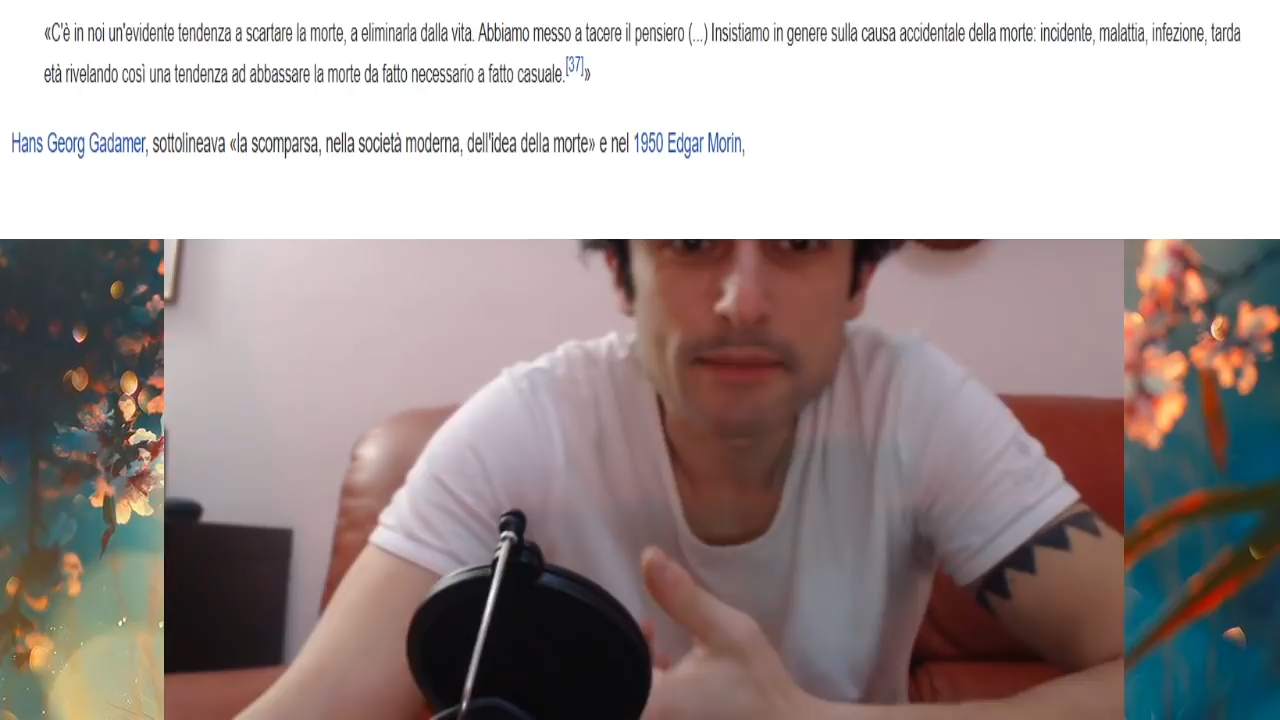 «C'è in noi un'evidente tendenza a scartare la morte, a eliminarla dalla vita. Abbiamo messo a tacere il pensiero (...) Insistiamo in genere sulla causa accidentale della morte: incidente, malattia, infezione, tarda
età rivelando così una tendenza ad abbassare la morte da fatto necessario a fatto casuale.[37]»
Hans Georg Gadamer, sottolineava «la scomparsa, nella società moderna, dell'idea della morte» e nel 1950 Edgar Morin,